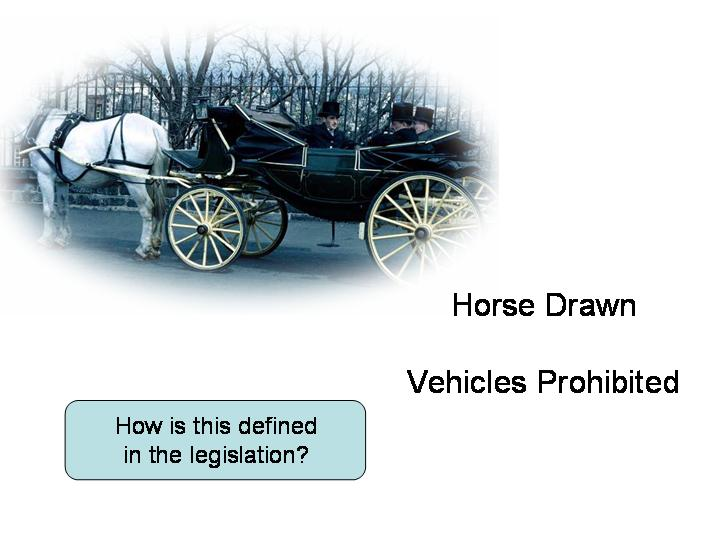 Horse Drawn
Vehicles Prohibited
How is this defined
in the legislation?